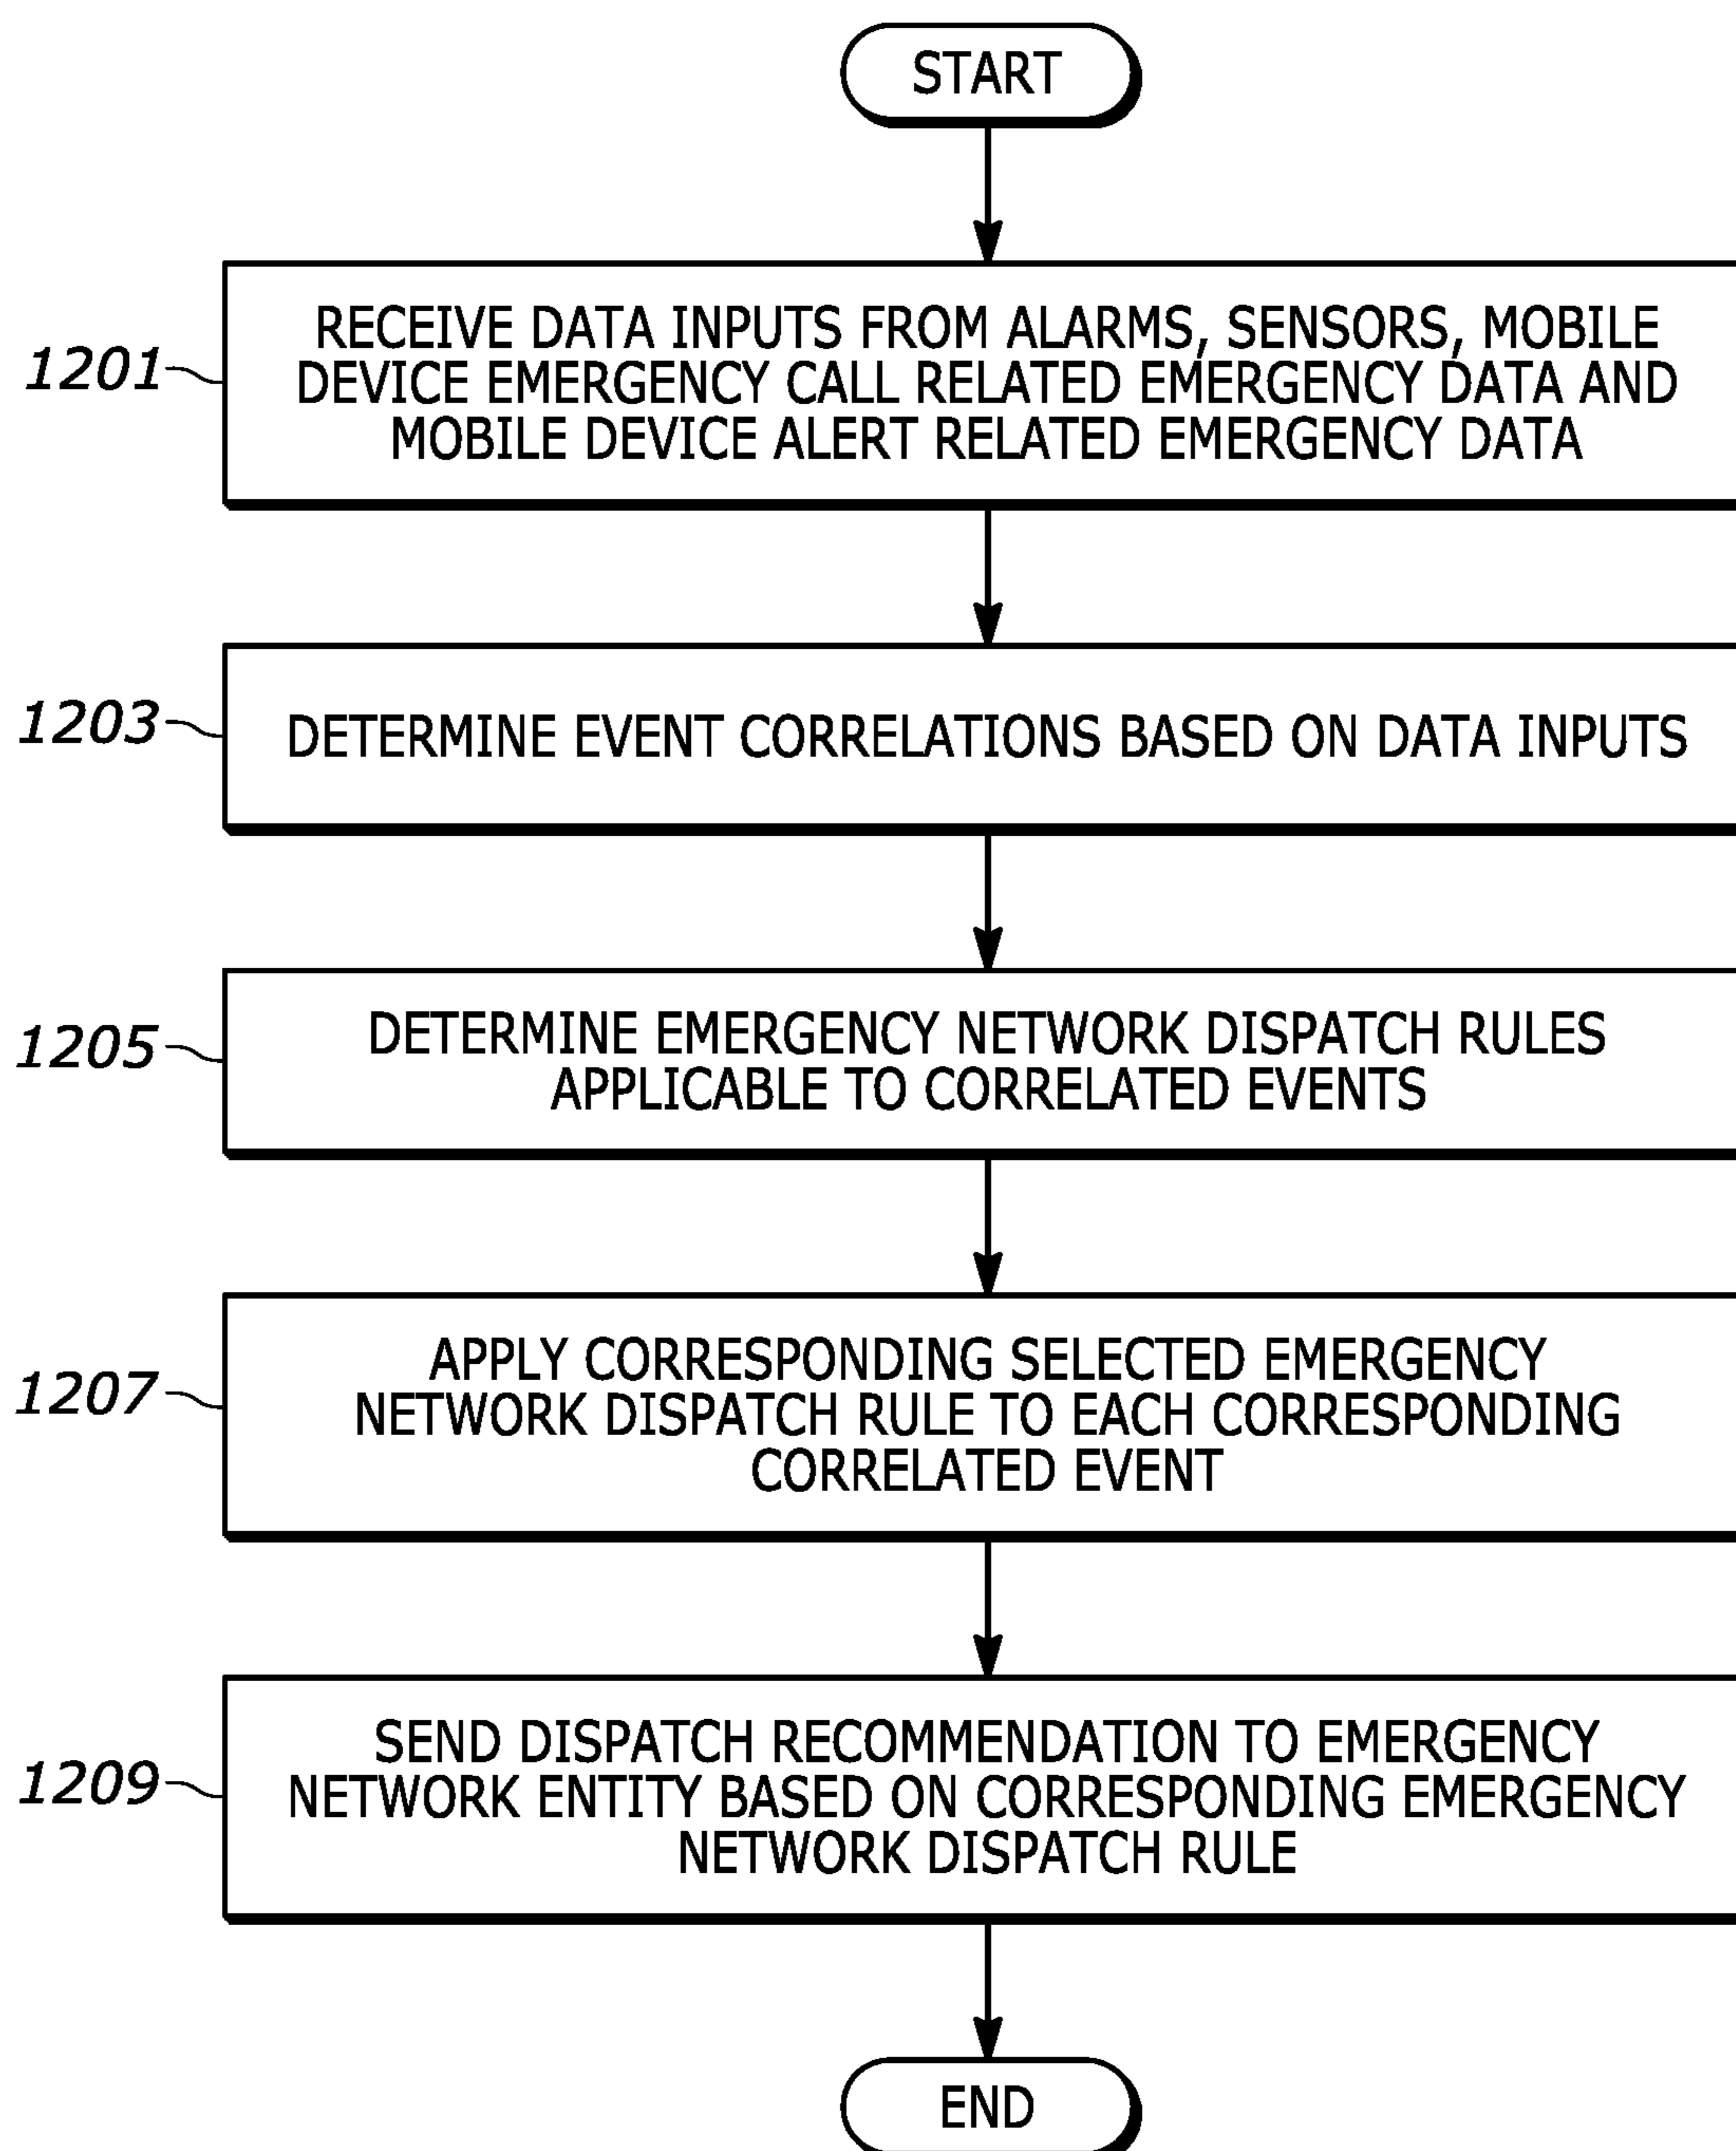 START
1201
RECEIVE DATA INPUTS FROM ALARMS, SENSORS, MOBILE
DEVICE EMERGENCY CALL RELATED EMERGENCY DATA AND
MOBILE DEVICE ALERT RELATED EMERGENCY DATA
1203
DETERMINE EVENT CORRELATIONS BASED ON DATA INPUTS
1205
DETERMINE EMERGENCY NETWORK DISPATCH RULES
APPLICABLE TO CORRELATED EVENTS
1207
APPLY CORRESPONDING SELECTED EMERGENCY
NETWORK DISPATCH RULE TO EACH CORRESPONDING
CORRELATED EVENT
1209
SEND DISPATCH RECOMMENDATION TO EMERGENCY
NETWORK ENTITY BASED ON CORRESPONDING EMERGENCY
NETWORK DISPATCH RULE
END